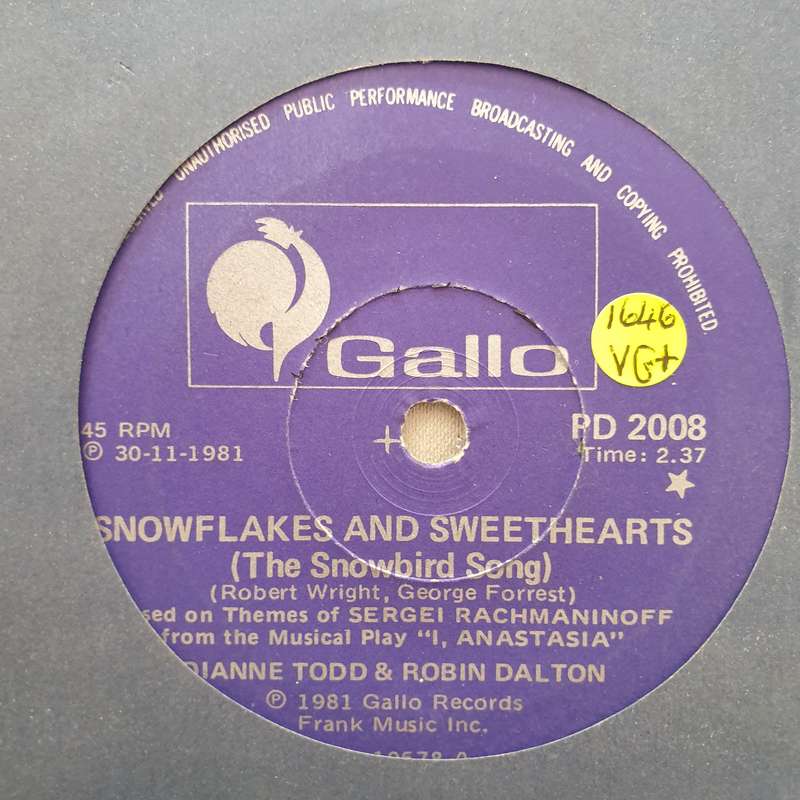 UNAUTHORISED PUBLIC PERFORMANCE BROADCASTING AND COPYING PROHIBITED.
Gallo
1646
VG+
45 RPM
PD 2008
℗ 30-11-1981
Time: 2.37
SNOWFLAKES AND SWEETHEARTS
(The Snowbird Song)
(Robert Wright, George Forrest)
sed on Themes of SERGEI RACHMANINOFF
from the Musical Play "I, ANASTASIA"
DIANNE TODD & ROBIN DALTON
℗ 1981 Gallo Records
Frank Music Inc.